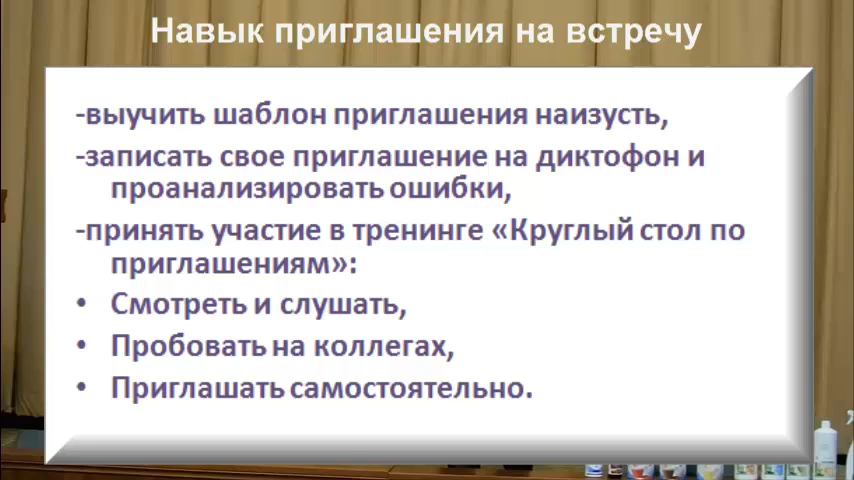 Навык приглашения на встречу
-выучить шаблон приглашения наизусть,
-записать свое приглашение на диктофон и
проанализировать ошибки,
-принять участие в тренинге «Круглый стол по
приглашениям»:
• Смотреть и слушать,
• Пробовать на коллегах,
• Приглашать самостоятельно.